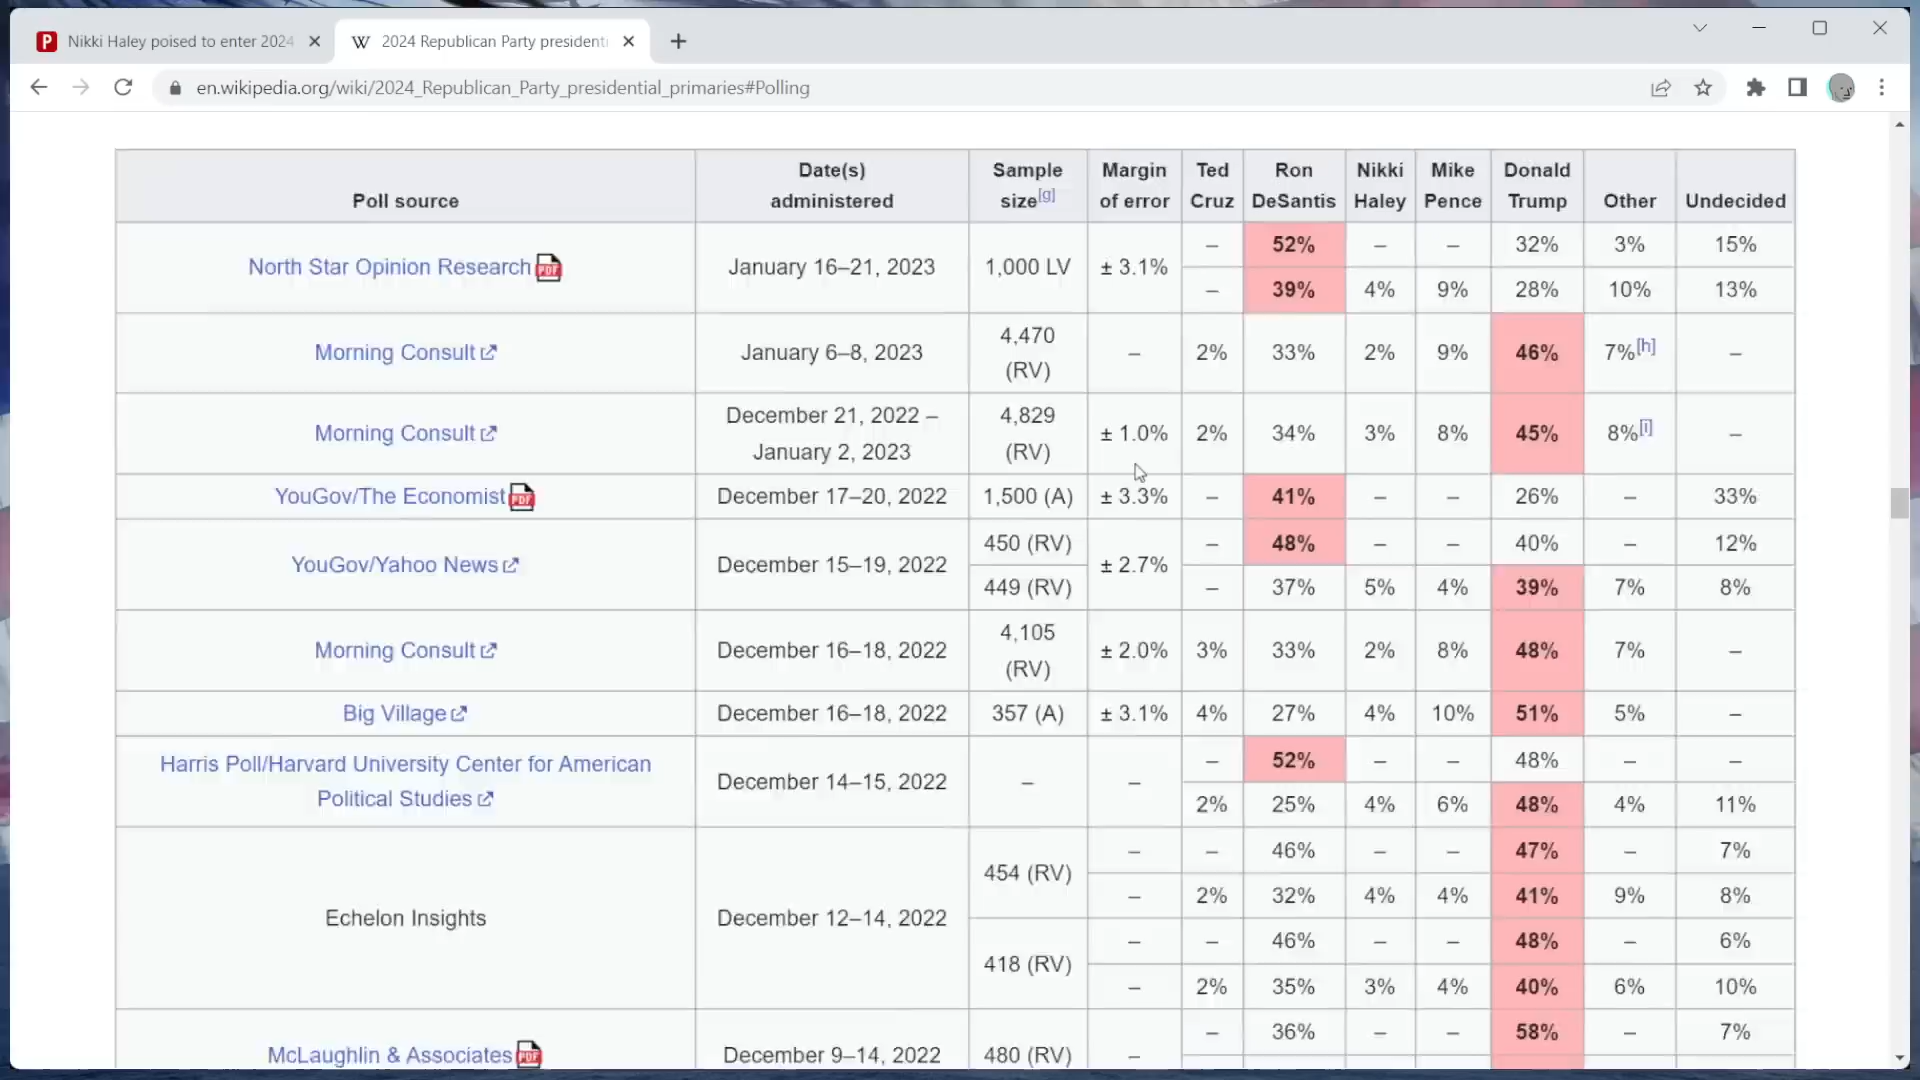 Nikki Haley poised to enter 2024
2024 Republican Party presidenti
en.wikipedia.org/wiki/2024_Republican_Party_presidential_primaries#Polling
Poll source Date(s) administered Sample size[g] Margin of error Ted Cruz Ron DeSantis Nikki Haley Mike Pence Donald Trump Other Undecided
North Star Opinion Research PDF January 16–21, 2023 1,000 LV ± 3.1% – 52% – – 32% 3% 15%
– 39% 4% 9% 28% 10% 13%
Morning Consult January 6–8, 2023 4,470 (RV) – 2% 33% 2% 9% 46% 7%[h] –
Morning Consult December 21, 2022 – January 2, 2023 4,829 (RV) ± 1.0% 2% 34% 3% 8% 45% 8%[i] –
YouGov/The Economist PDF December 17–20, 2022 1,500 (A) ± 3.3% – 41% – – 26% – 33%
YouGov/Yahoo News December 15–19, 2022 450 (RV) ± 2.7% – 48% – – 40% – 12%
449 (RV) – 37% 5% 4% 39% 7% 8%
Morning Consult December 16–18, 2022 4,105 (RV) ± 2.0% 3% 33% 2% 8% 48% 7% –
Big Village December 16–18, 2022 357 (A) ± 3.1% 4% 27% 4% 10% 51% 5% –
Harris Poll/Harvard University Center for American Political Studies December 14–15, 2022 – – – 52% – – 48% – –
2% 25% 4% 6% 48% 4% 11%
Echelon Insights December 12–14, 2022 454 (RV) – – 46% – – 47% – 7%
– 2% 32% 4% 4% 41% 9% 8%
418 (RV) – – 46% – – 48% – 6%
– 2% 35% 3% 4% 40% 6% 10%
McLaughlin & Associates PDF December 9–14, 2022 480 (RV) – – 36% – – 58% – 7%